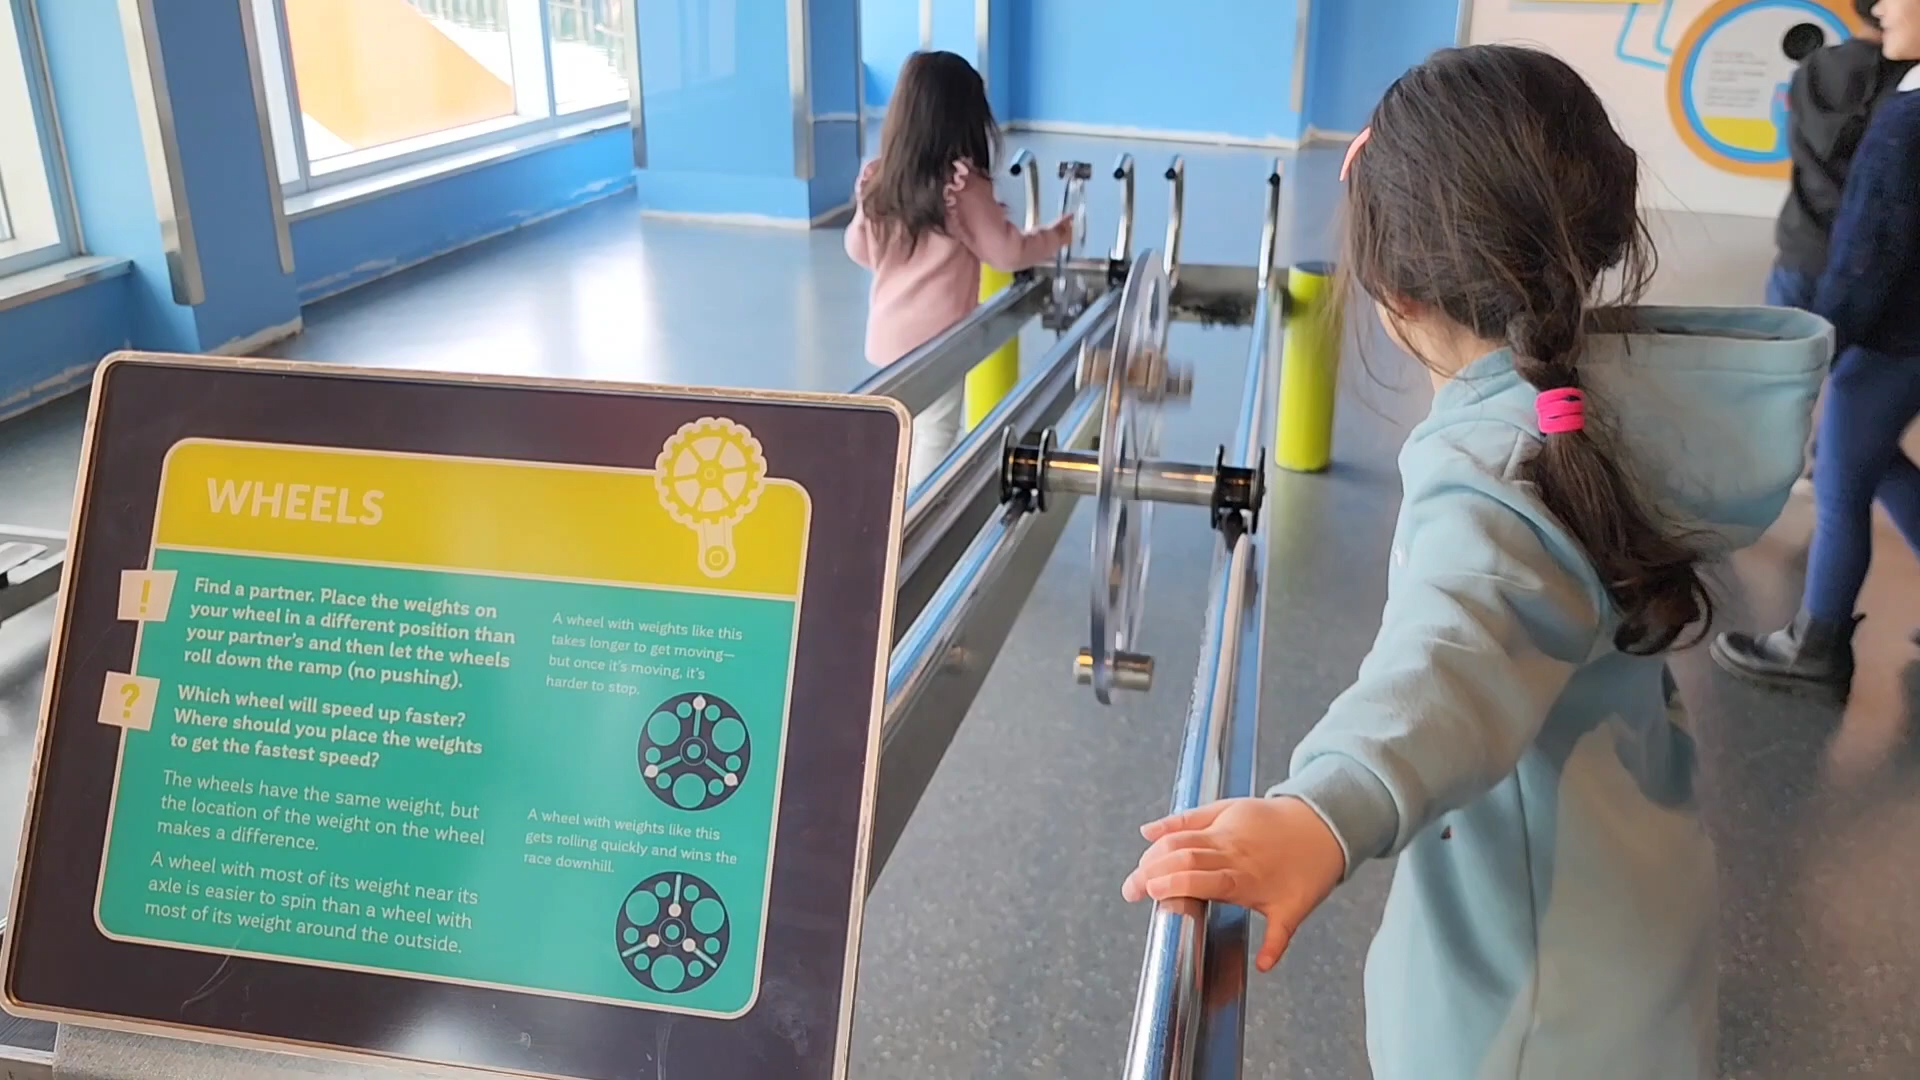 WHEELS
!
Find a partner. Place the weights on
your wheel in a different position than
your partner's and then let the wheels
roll down the ramp (no pushing).
?
Which wheel will speed up faster?
Where should you place the weights
to get the fastest speed?
The wheels have the same weight, but
the location of the weight on the wheel
makes a difference.
A wheel with most of its weight near its
axle is easier to spin than a wheel with
most of its weight around the outside.
A wheel with weights like this
takes longer to get moving—
but once it's moving, it's
harder to stop.
A wheel with weights like this
gets rolling quickly and wins the
race downhill.